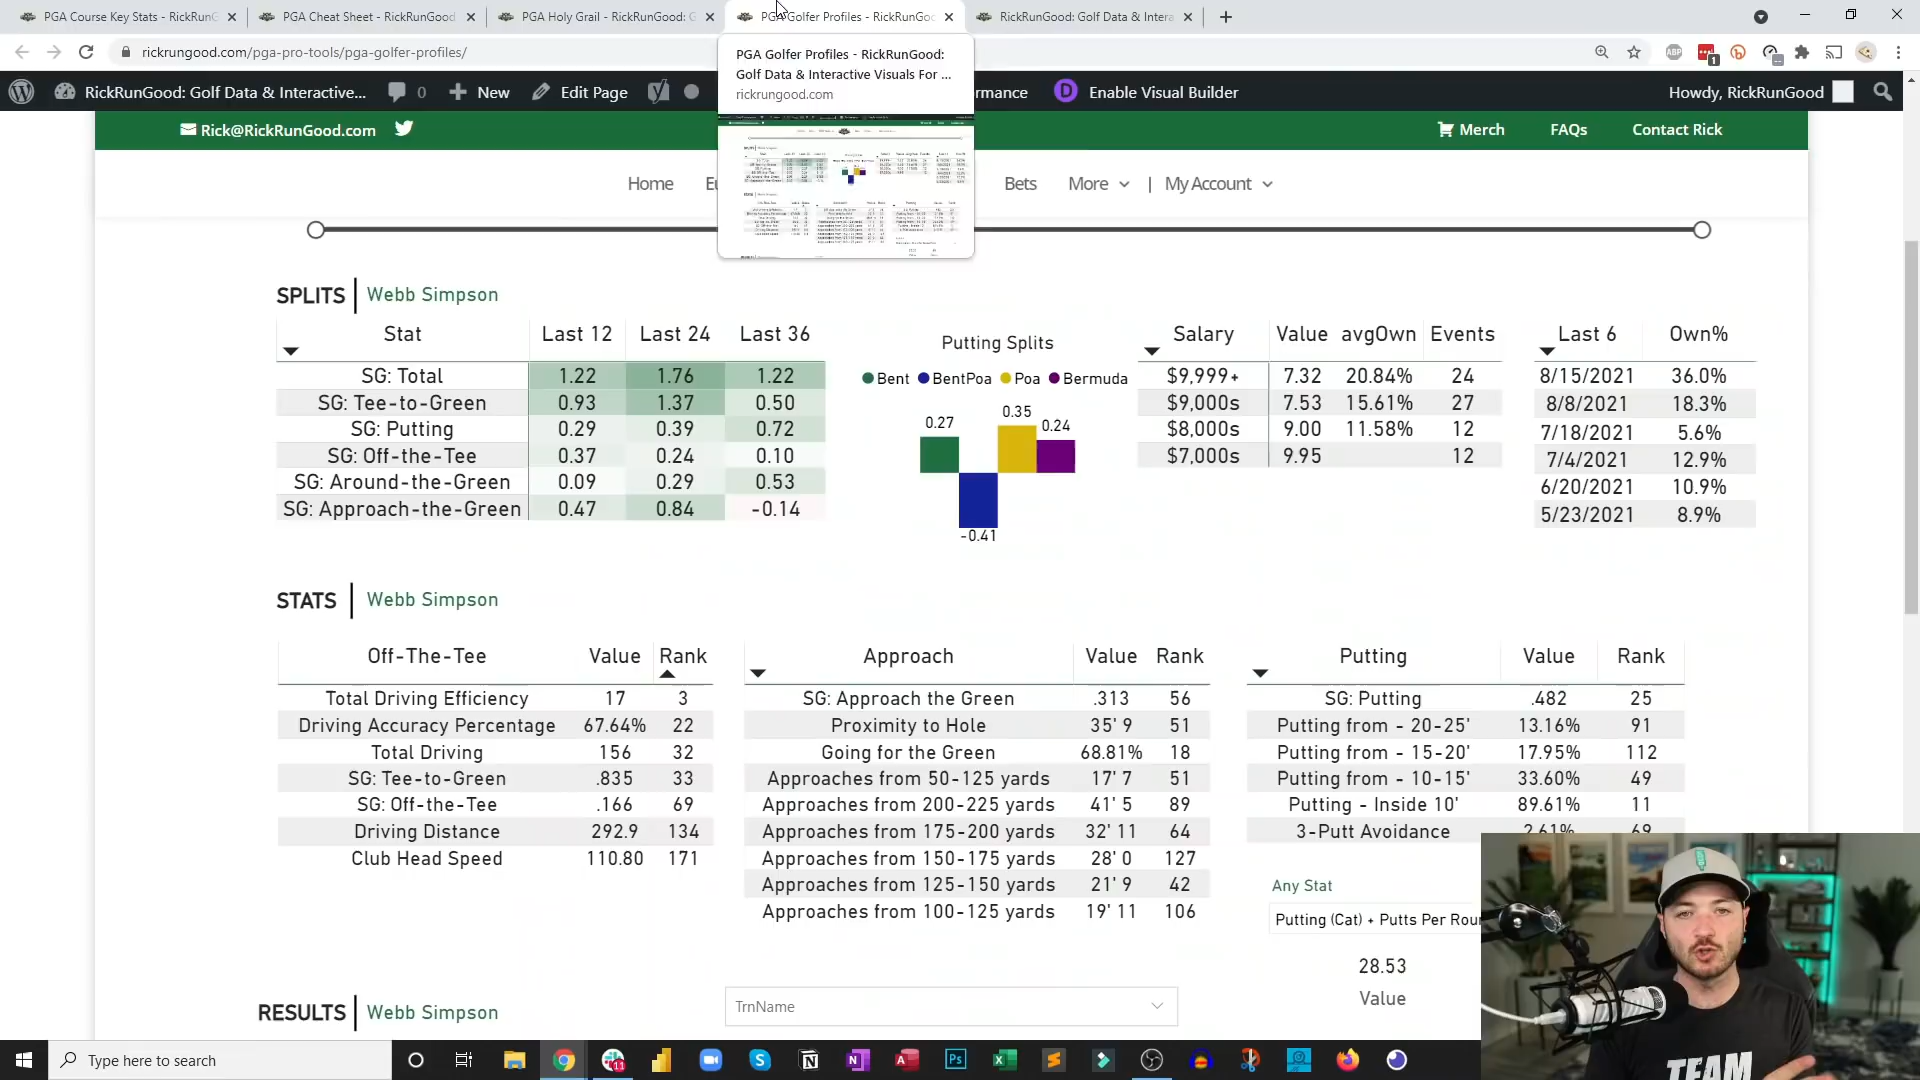 PGA Course Key Stats - RickRunG
PGA Cheat Sheet - RickRunGood
PGA Holy Grail - RickRunGood: G
PGA Golfer Profiles - RickRunGoo
RickRunGood: Golf Data & Intera
rickrungood.com/pga-pro-tools/pga-golfer-profiles/
PGA Golfer Profiles - RickRunGood:
Golf Data & Interactive Visuals For ...
rickrungood.com
RickRunGood: Golf Data & Interactive...
0
New
Edit Page
rmance
Enable Visual Builder
Howdy, RickRunGood
Rick@RickRunGood.com
Merch
FAQs
Contact Rick
Home
Bets
More
My Account
SPLITS | Webb Simpson
Stat Last 12 Last 24 Last 36
SG: Total 1.22 1.76 1.22
SG: Tee-to-Green 0.93 1.37 0.50
SG: Putting 0.29 0.39 0.72
SG: Off-the-Tee 0.37 0.24 0.10
SG: Around-the-Green 0.09 0.29 0.53
SG: Approach-the-Green 0.47 0.84 -0.14
Putting Splits
Bent BentPoa Poa Bermuda
0.27 0.35 0.24
-0.41
Salary Value avgOwn Events
$9,999+ 7.32 20.84% 24
$9,000s 7.53 15.61% 27
$8,000s 9.00 11.58% 12
$7,000s 9.95 12
Last 6 Own%
8/15/2021 36.0%
8/8/2021 18.3%
7/18/2021 5.6%
7/4/2021 12.9%
6/20/2021 10.9%
5/23/2021 8.9%
STATS | Webb Simpson
Off-The-Tee Value Rank
Total Driving Efficiency 17 3
Driving Accuracy Percentage 67.64% 22
Total Driving 156 32
SG: Tee-to-Green .835 33
SG: Off-the-Tee .166 69
Driving Distance 292.9 134
Club Head Speed 110.80 171
Approach Value Rank
SG: Approach the Green .313 56
Proximity to Hole 35' 9 51
Going for the Green 68.81% 18
Approaches from 50-125 yards 17' 7 51
Approaches from 200-225 yards 41' 5 89
Approaches from 175-200 yards 32' 11 64
Approaches from 150-175 yards 28' 0 127
Approaches from 125-150 yards 21' 9 42
Approaches from 100-125 yards 19' 11 106
Putting Value Rank
SG: Putting .482 25
Putting from - 20-25' 13.16% 91
Putting from - 15-20' 17.95% 112
Putting from - 10-15' 33.60% 49
Putting - Inside 10' 89.61% 11
3-Putt Avoidance 2.61% 69
Any Stat
Putting (Cat) + Putts Per Rou
28.53
Value
RESULTS | Webb Simpson
TrnName
TEAM
Type here to search